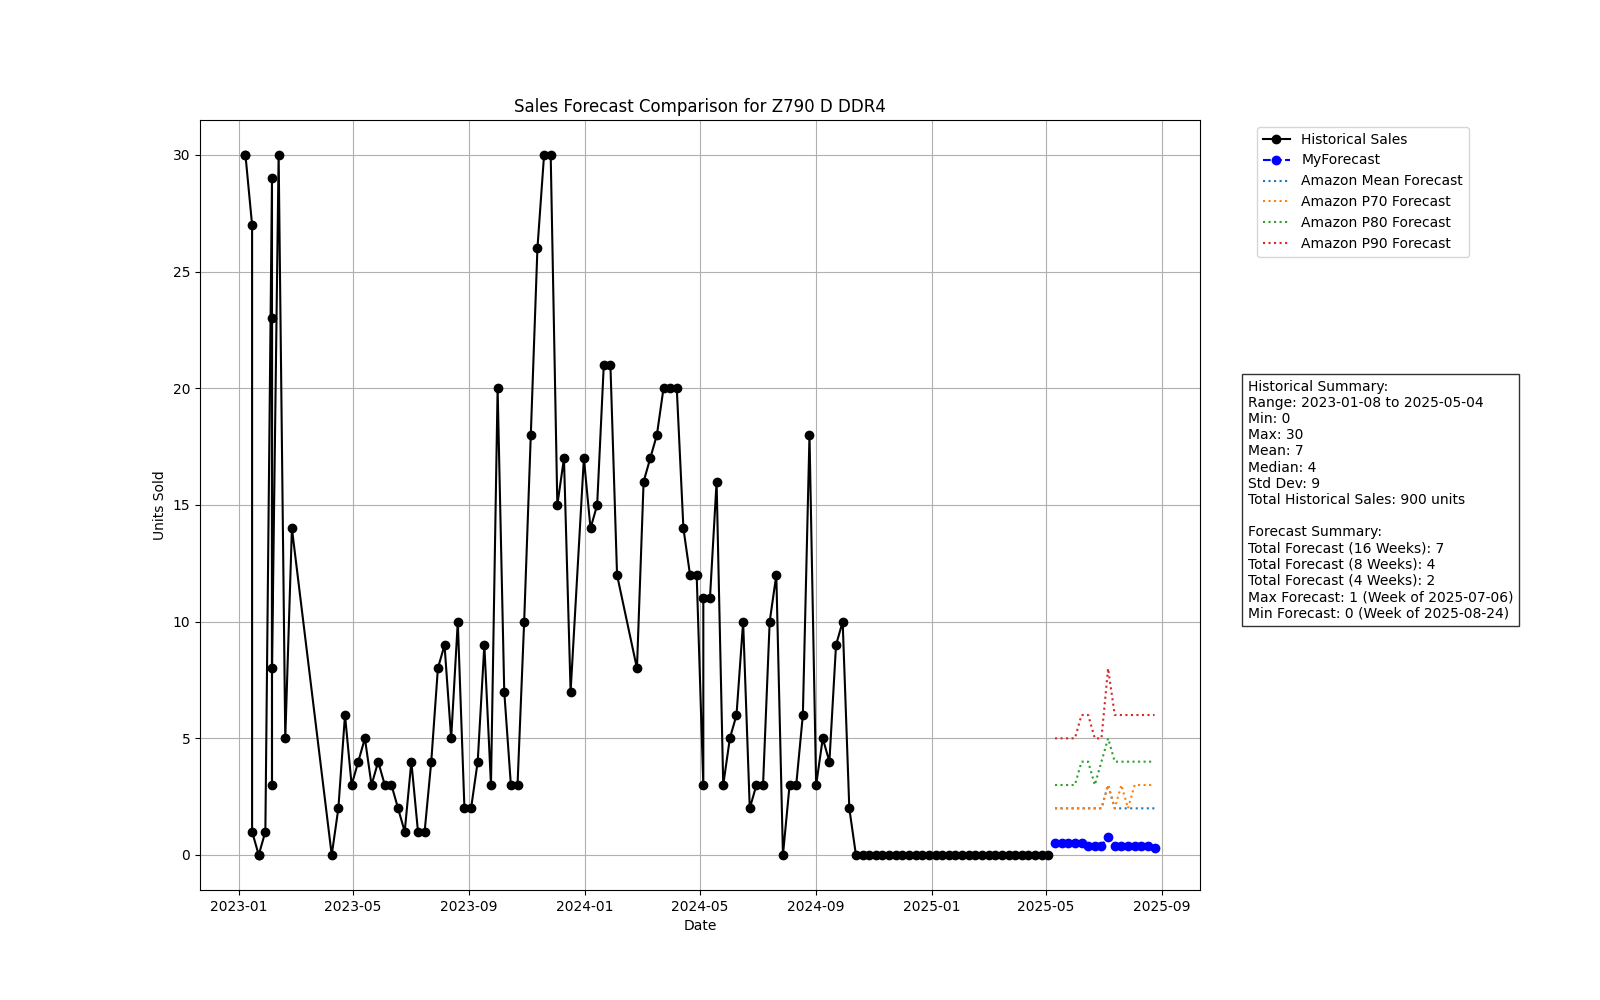 Sales Forecast Comparison for Z790 D DDR4
Units Sold
30
25
20
15
10
5
0
2023-01
2023-05
2023-09
2024-01
2024-05
2024-09
2025-01
2025-05
2025-09
Date
Historical Sales
MyForecast
Amazon Mean Forecast
Amazon P70 Forecast
Amazon P80 Forecast
Amazon P90 Forecast
Historical Summary:
Range: 2023-01-08 to 2025-05-04
Min: 0
Max: 30
Mean: 7
Median: 4
Std Dev: 9
Total Historical Sales: 900 units
Forecast Summary:
Total Forecast (16 Weeks): 7
Total Forecast (8 Weeks): 4
Total Forecast (4 Weeks): 2
Max Forecast: 1 (Week of 2025-07-06)
Min Forecast: 0 (Week of 2025-08-24)